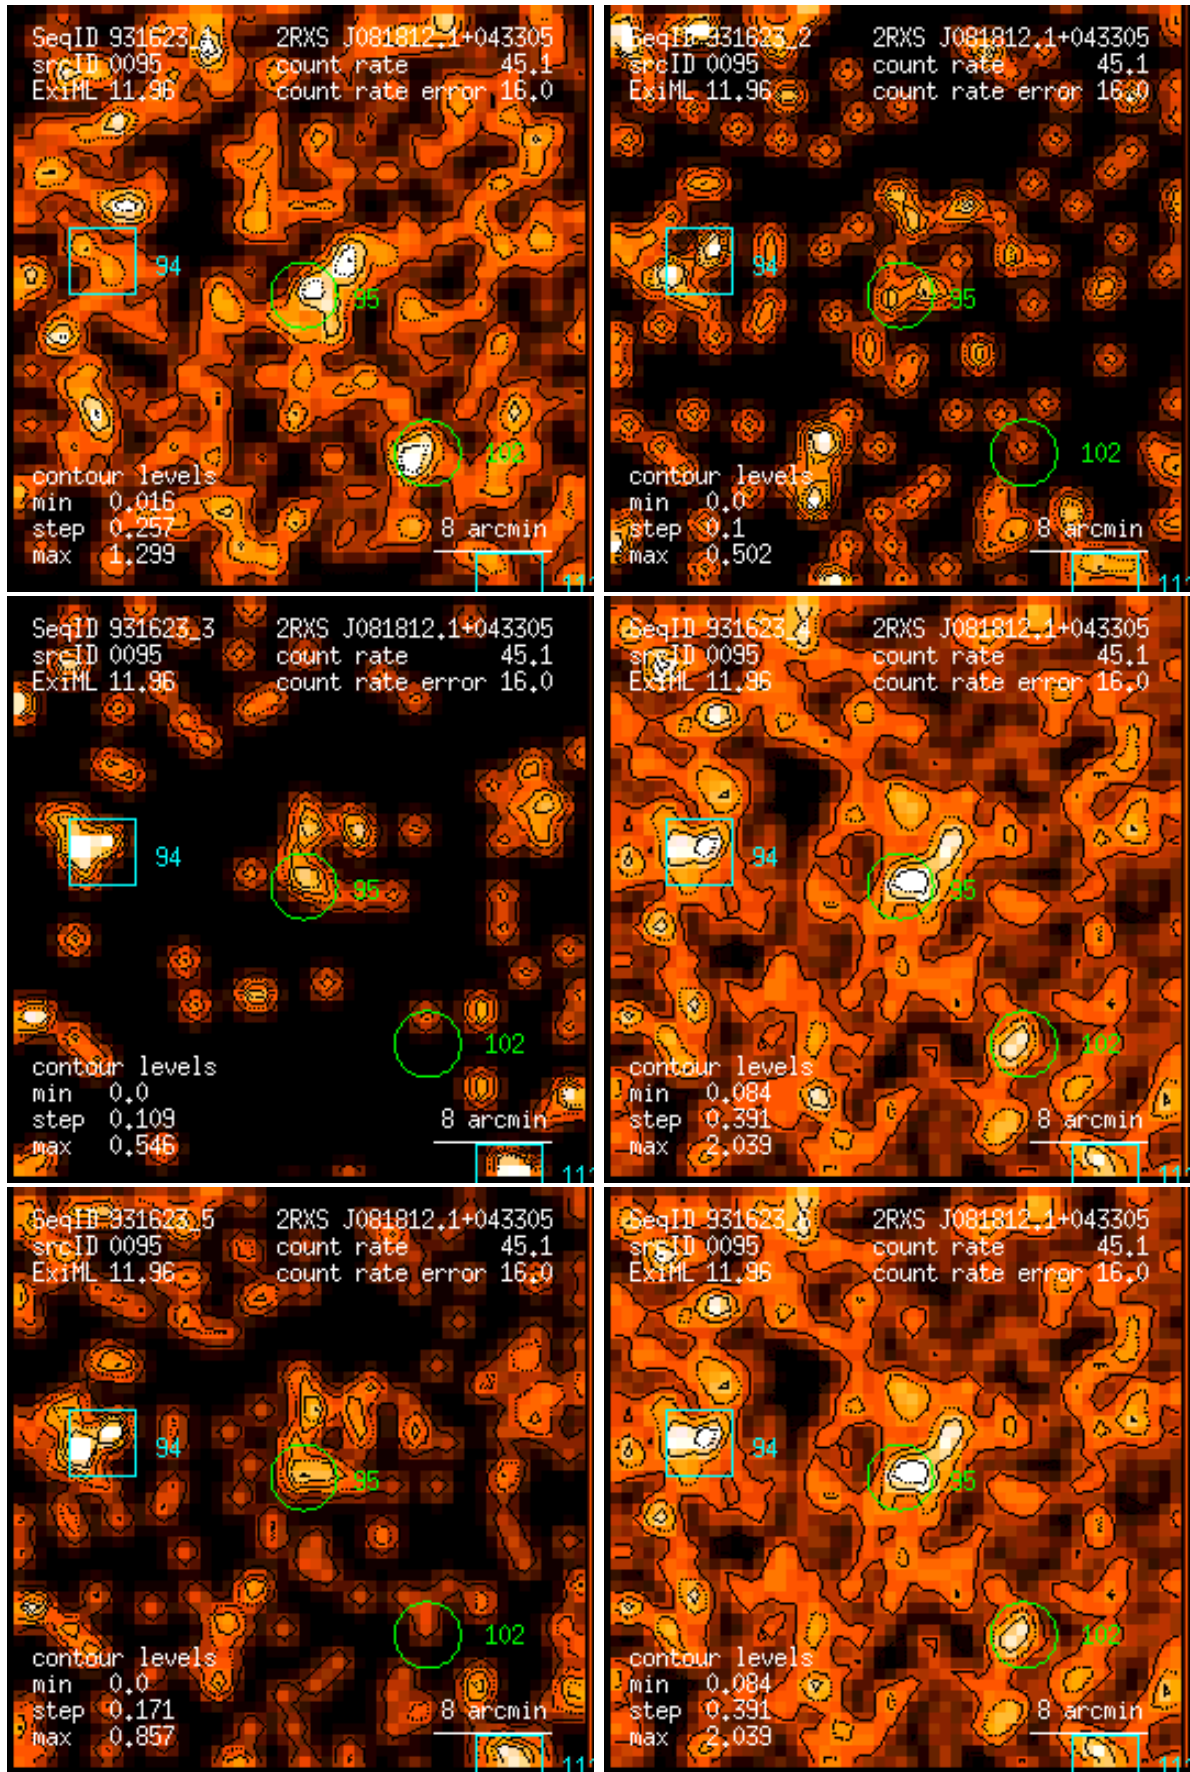 SeqID 931623_1 2RXS J081812.1+043305
srcID 0095 count rate 45.1
ExiML 11.96 count rate error 16.0
94
95
102
contour levels
min 0.016
step 0.257 8 arcmin
max 1.299
11
SeqID 931623_2 2RXS J081812.1+043305
srcID 0095 count rate 45.1
ExiML 11.96 count rate error 16.0
94
95
102
contour levels
min 0.0
step 0.1 8 arcmin
max 0.502
11
SeqID 931623_3 2RXS J081812.1+043305
srcID 0095 count rate 45.1
ExiML 11.96 count rate error 16.0
94
95
102
contour levels
min 0.0
step 0.109 8 arcmin
max 0.546
11
SeqID 931623_4 2RXS J081812.1+043305
srcID 0095 count rate 45.1
ExiML 11.96 count rate error 16.0
94
95
102
contour levels
min 0.084
step 0.391 8 arcmin
max 2.039
11
SeqID 931623_5 2RXS J081812.1+043305
srcID 0095 count rate 45.1
ExiML 11.96 count rate error 16.0
94
95
102
contour levels
min 0.0
step 0.171 8 arcmin
max 0.857
11
SeqID 931623_6 2RXS J081812.1+043305
srcID 0095 count rate 45.1
ExiML 11.96 count rate error 16.0
94
95
102
contour levels
min 0.084
step 0.391 8 arcmin
max 2.039
11